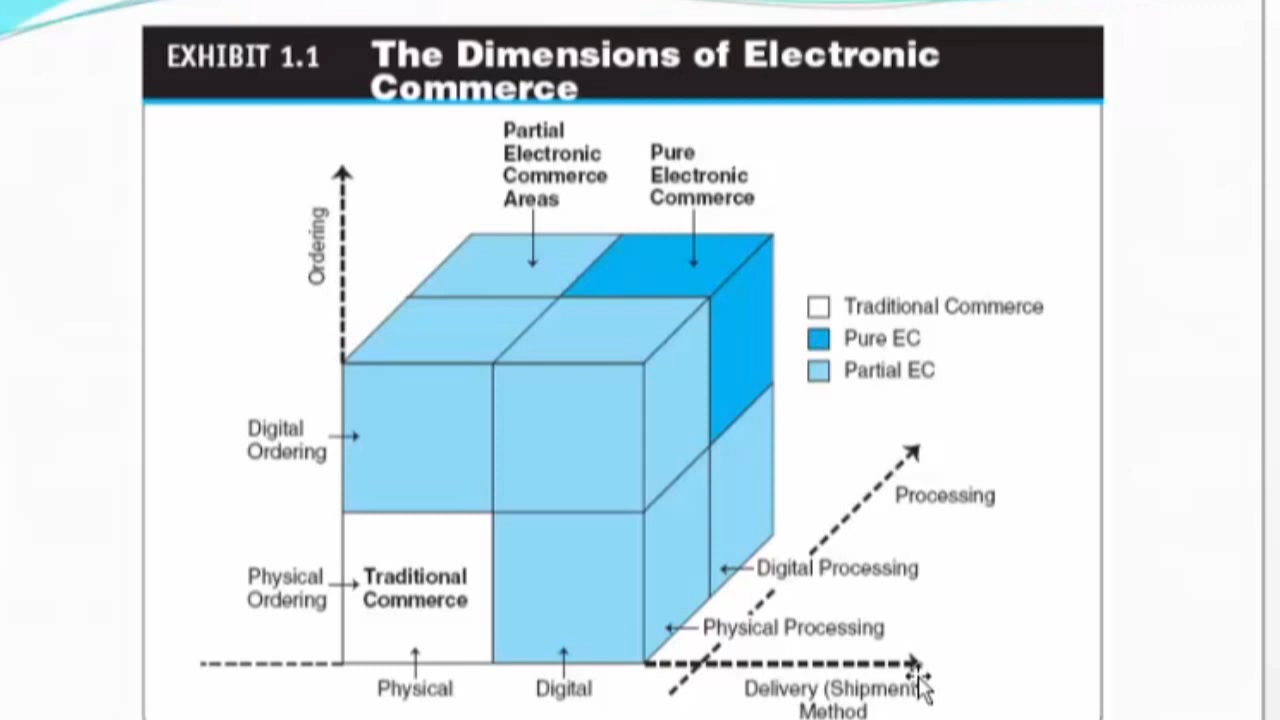 EXHIBIT 1.1
The Dimensions of Electronic
Commerce
Partial
Electronic
Commerce
Areas
Pure
Electronic
Commerce
Ordering
Traditional Commerce
Pure EC
Partial EC
Digital
Ordering
Processing
Physical
Ordering
Traditional
Commerce
Digital Processing
Physical Processing
Physical
Digital
Delivery (Shipment)
Method